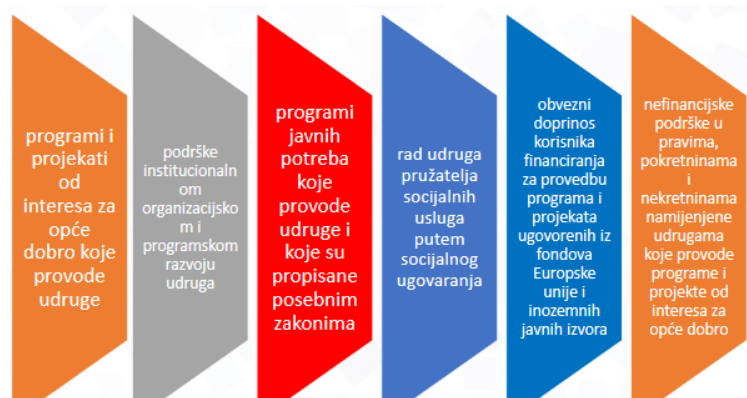 programi i
projekati
od
interesa za
opće
dobro koje
provode
udruge
podrške
institucionaln
om
organizacijsko
m i
programskom
razvoju
udruga
programi
javnih
potreba
koje
provode
udruge i
koje su
propisane
posebnim
zakonima
rad udruga
pružatelja
socijalnih
usluga
putem
socijalnog
ugovaranja
obvezni
doprinos
korisnika
financiranja
za provedbu
programa i
projekata
ugovorenih iz
fondova
Europske
unije i
inozemnih
javnih izvora
nefinancijske
podrške u
pravima,
pokretninama
i
nekretninama
namijenjene
udrugama
koje provode
programe i
projekte od
interesa za
opće dobro